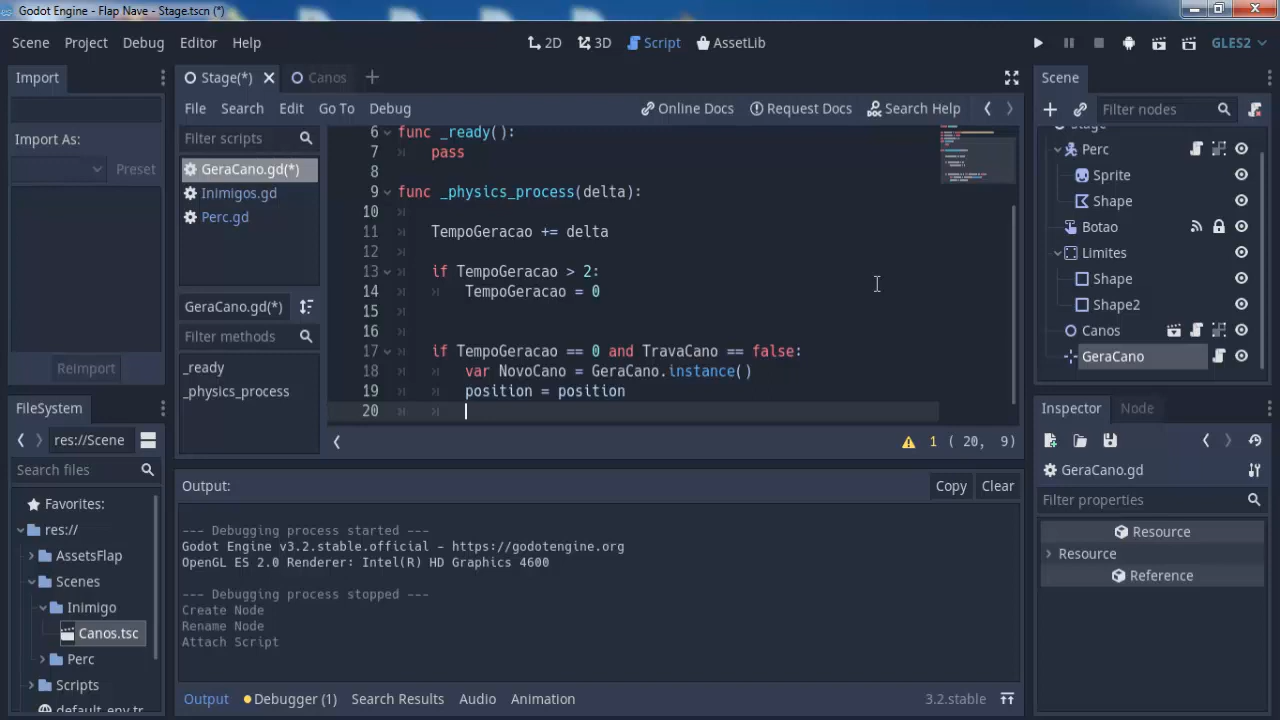 Godot Engine - Flap Nave - Stage.tscn (*)
Scene Project Debug Editor Help
2D 3D Script AssetLib
GLES2
Import
Import As:
Preset
Reimport
Stage(*)
Canos
File Search Edit Go To Debug
Online Docs Request Docs Search Help
Filter scripts
GeraCano.gd(*)
Inimigos.gd
Perc.gd
GeraCano.gd(*)
Filter methods
_ready
_physics_process
6 func _ready():
7 pass
8
9 func _physics_process(delta):
10
11 TempoGeracao += delta
12
13 if TempoGeracao > 2:
14 TempoGeracao = 0
15
16
17 if TempoGeracao == 0 and TravaCano == false:
18 var NovoCano = GeraCano.instance()
19 position = position
20
1 ( 20, 9)
Output:
Copy Clear
--- Debugging process started ---
Godot Engine v3.2.stable.official - https://godotengine.org
OpenGL ES 2.0 Renderer: Intel(R) HD Graphics 4600
--- Debugging process stopped ---
Create Node
Rename Node
Attach Script
Output Debugger (1) Search Results Audio Animation 3.2.stable
FileSystem
res://Scene
Search files
Favorites:
res://
AssetsFlap
Scenes
Inimigo
Canos.tsc
Perc
Scripts
default_env.tr
Scene
Filter nodes
Stage
Perc
Sprite
Shape
Botao
Limites
Shape
Shape2
Canos
GeraCano
Inspector Node
GeraCano.gd
Filter properties
Resource
Resource
Reference